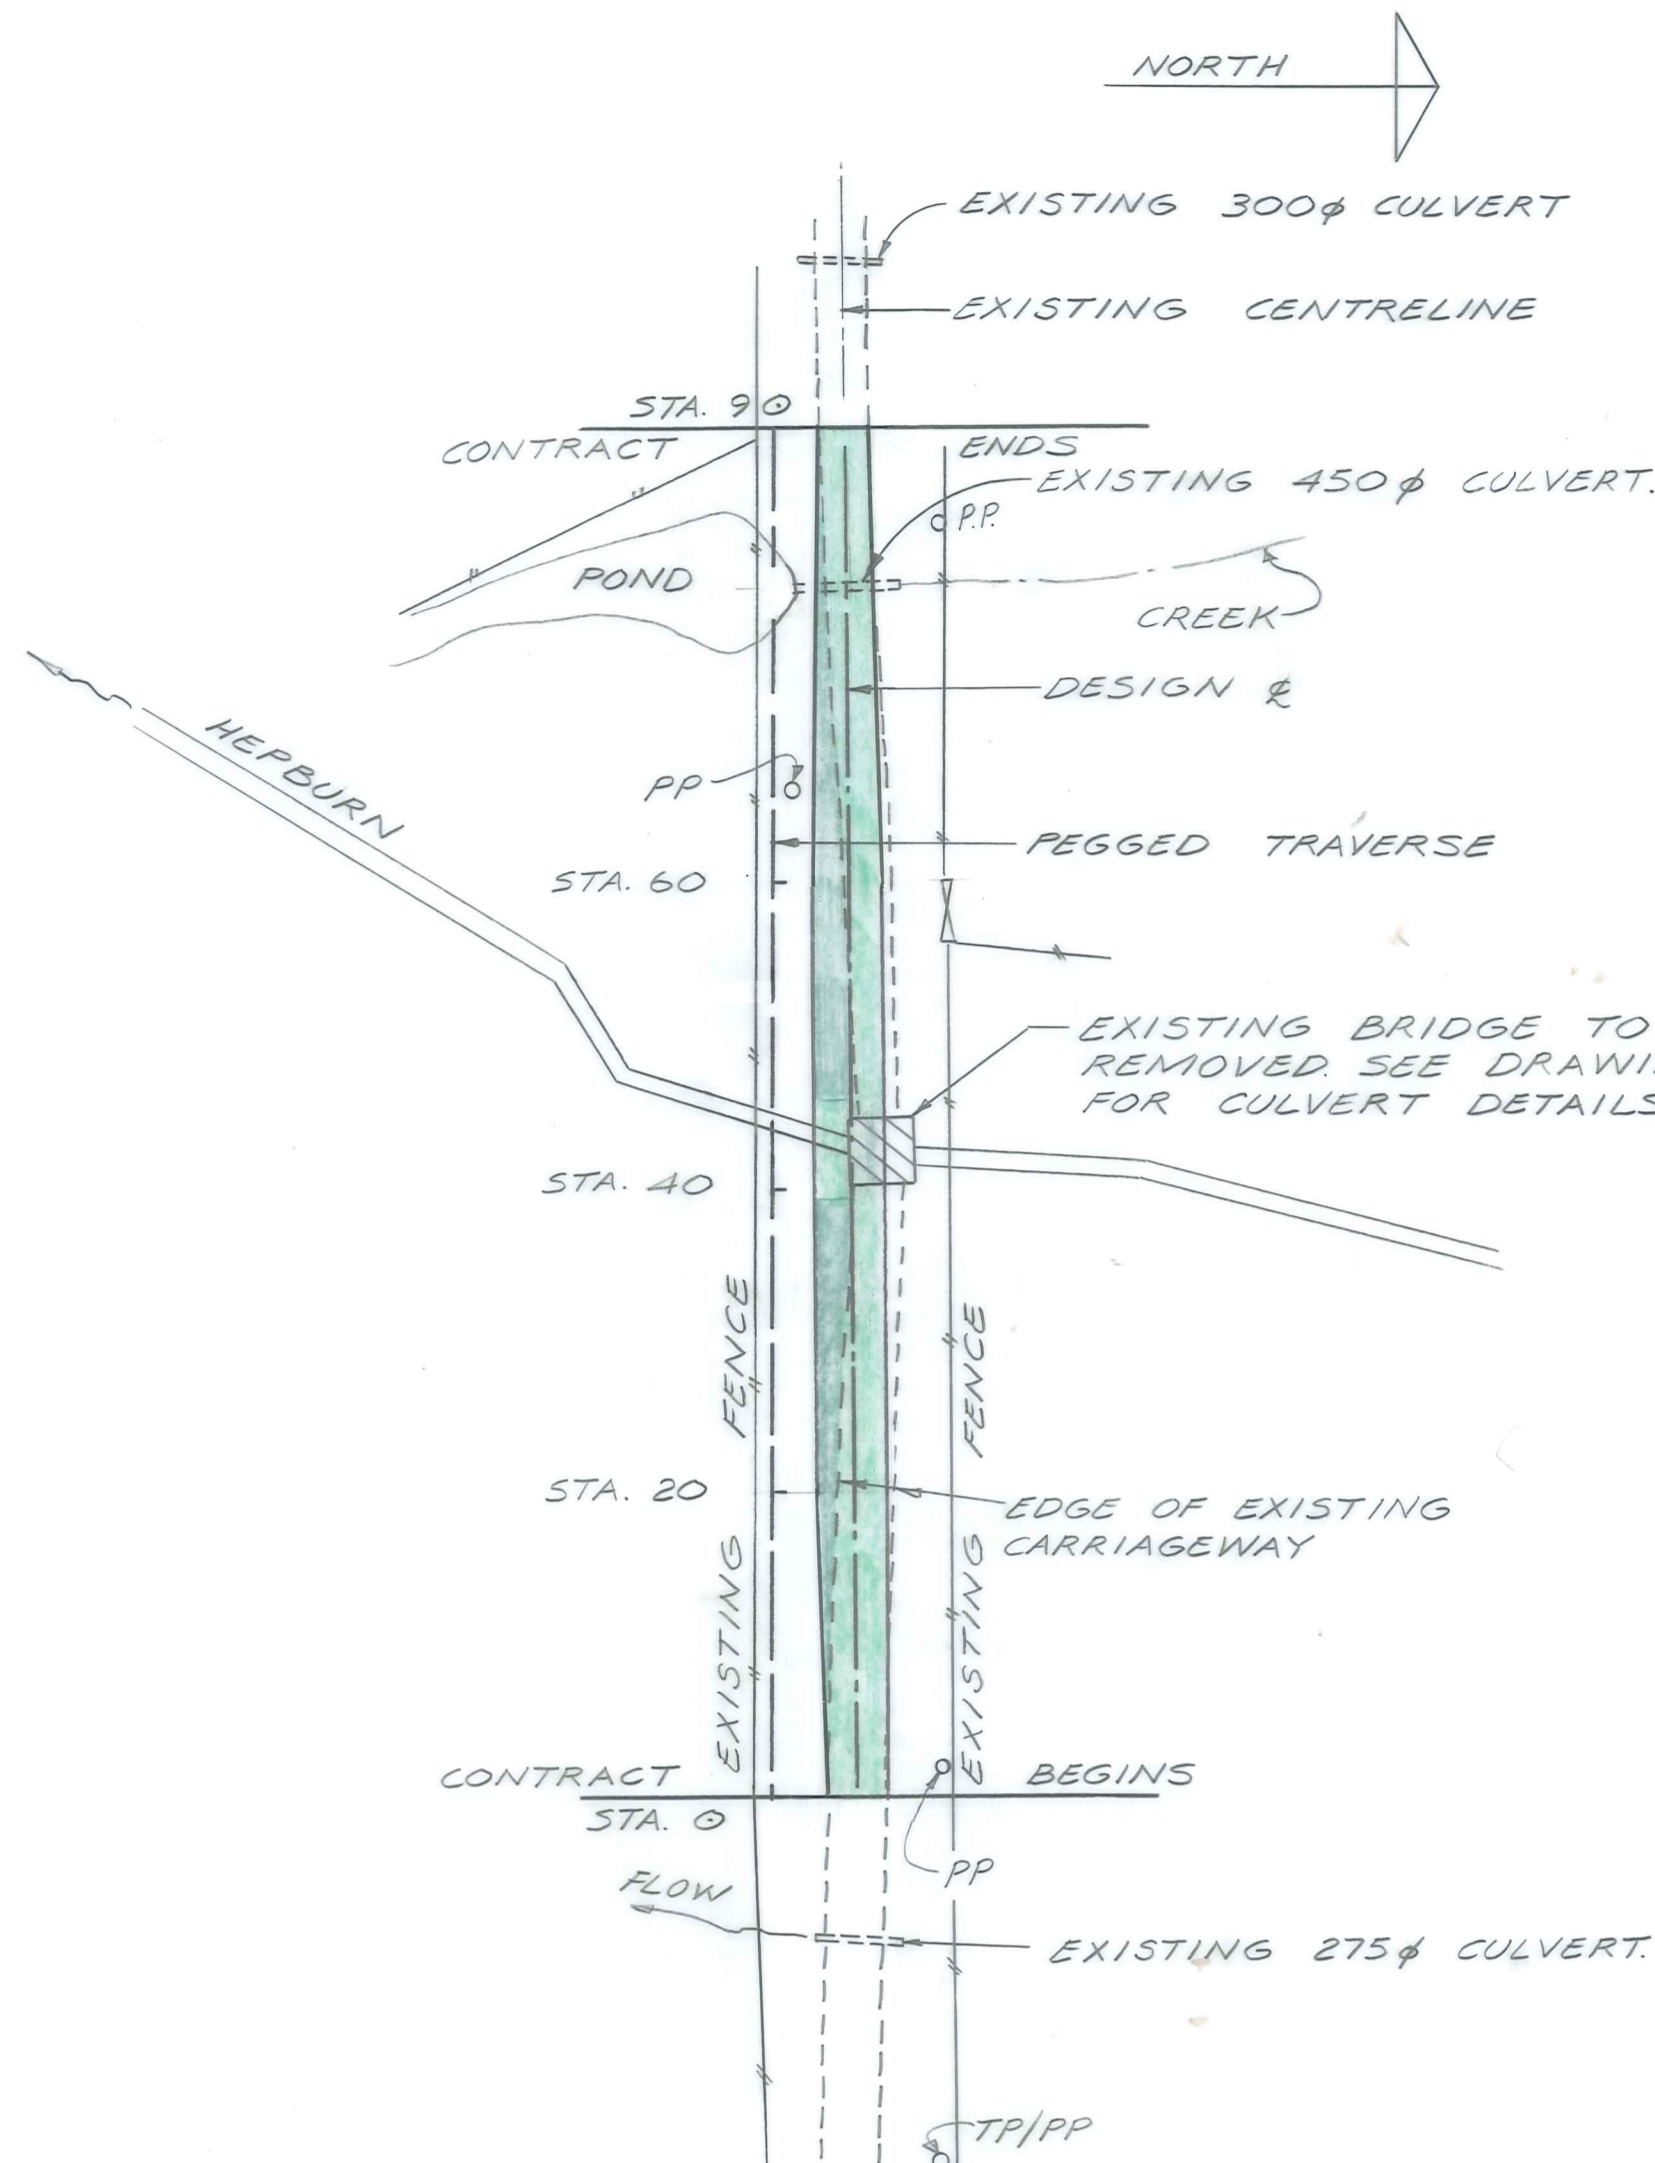 NORTH
EXISTING 300φ CULVERT
EXISTING CENTRELINE
STA. 90
CONTRACT ENDS
EXISTING 450φ CULVERT.
P.P.
POND
CREEK
DESIGN ℄
HEPBURN
PP
PEGGED TRAVERSE
STA. 60
EXISTING BRIDGE TO
REMOVED. SEE DRAWI
FOR CULVERT DETAILS
STA. 40
EXISTING FENCE
EXISTING FENCE
STA. 20
EDGE OF EXISTING
CARRIAGEWAY
CONTRACT BEGINS
STA. 0
PP
FLOW
EXISTING 275φ CULVERT.
TP/PP